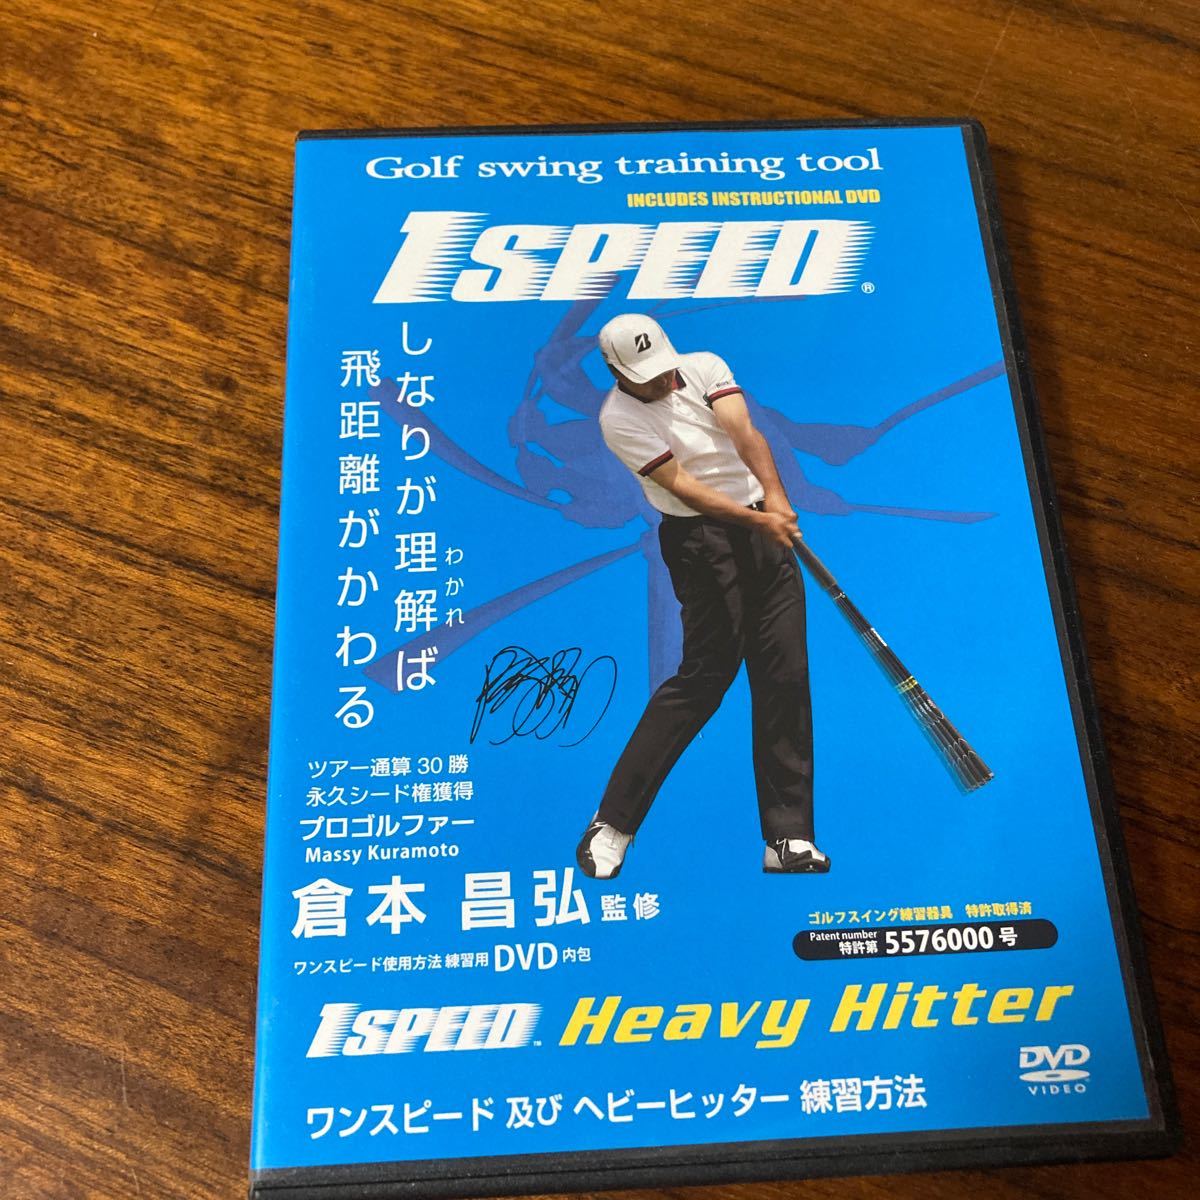 Golf swing training tool
INCLUDES INSTRUCTIONAL DVD
1SPEED®
しなりが理解ば
わかれ
飛距離がかわる
ツアー通算30勝
永久シード権獲得
プロゴルファー
Massy Kuramoto
倉本 昌弘 監修
ワンスピード使用方法 練習用 DVD 内包
ゴルフスイング練習器具 特許取得済
Patent number
特許第 5576000 号
1SPEED™ Heavy Hitter
DVD
VIDEO
ワンスピード 及び ヘビーヒッター 練習方法